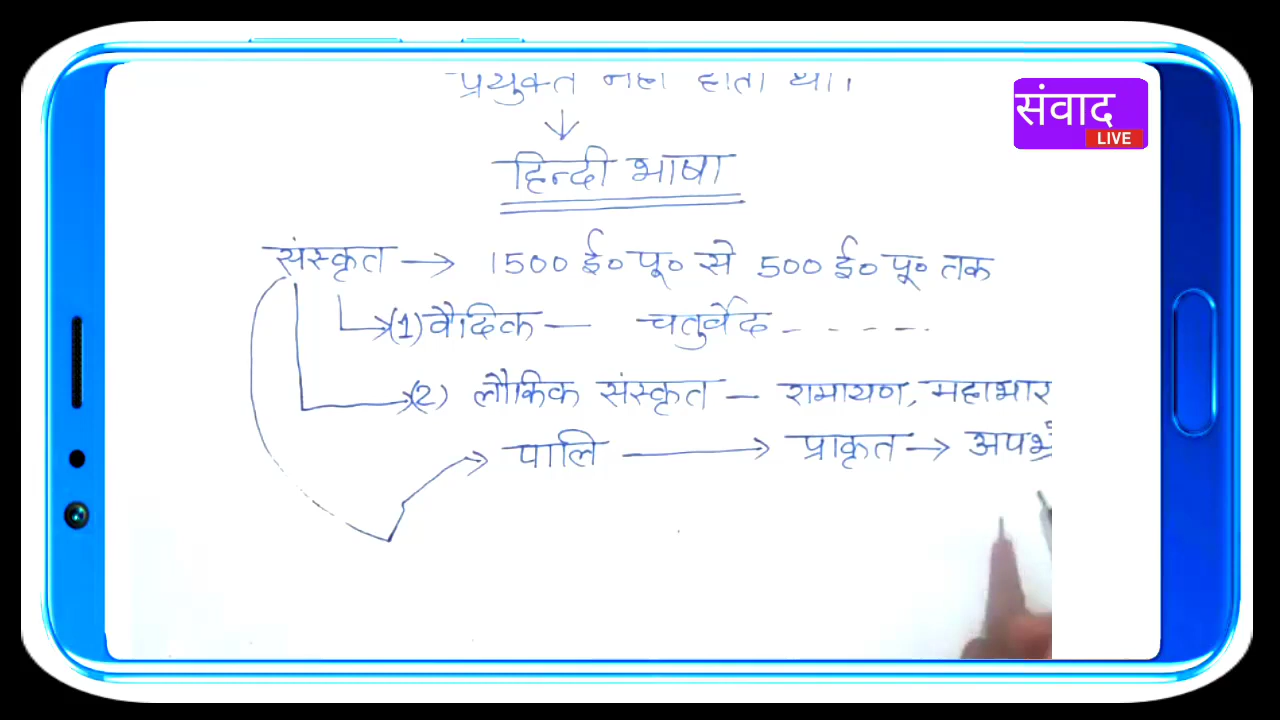 प्रयुक्त नहीं होता था।
संवाद
LIVE
हिन्दी भाषा
संस्कृत → 1500 ई० पू० से 500 ई० पू० तक
→(1) वैदिक — चतुर्वेद - - - - -
→(2) लौकिक संस्कृत — रामायण, महाभार
→ पालि → प्राकृत → अपभ्रं